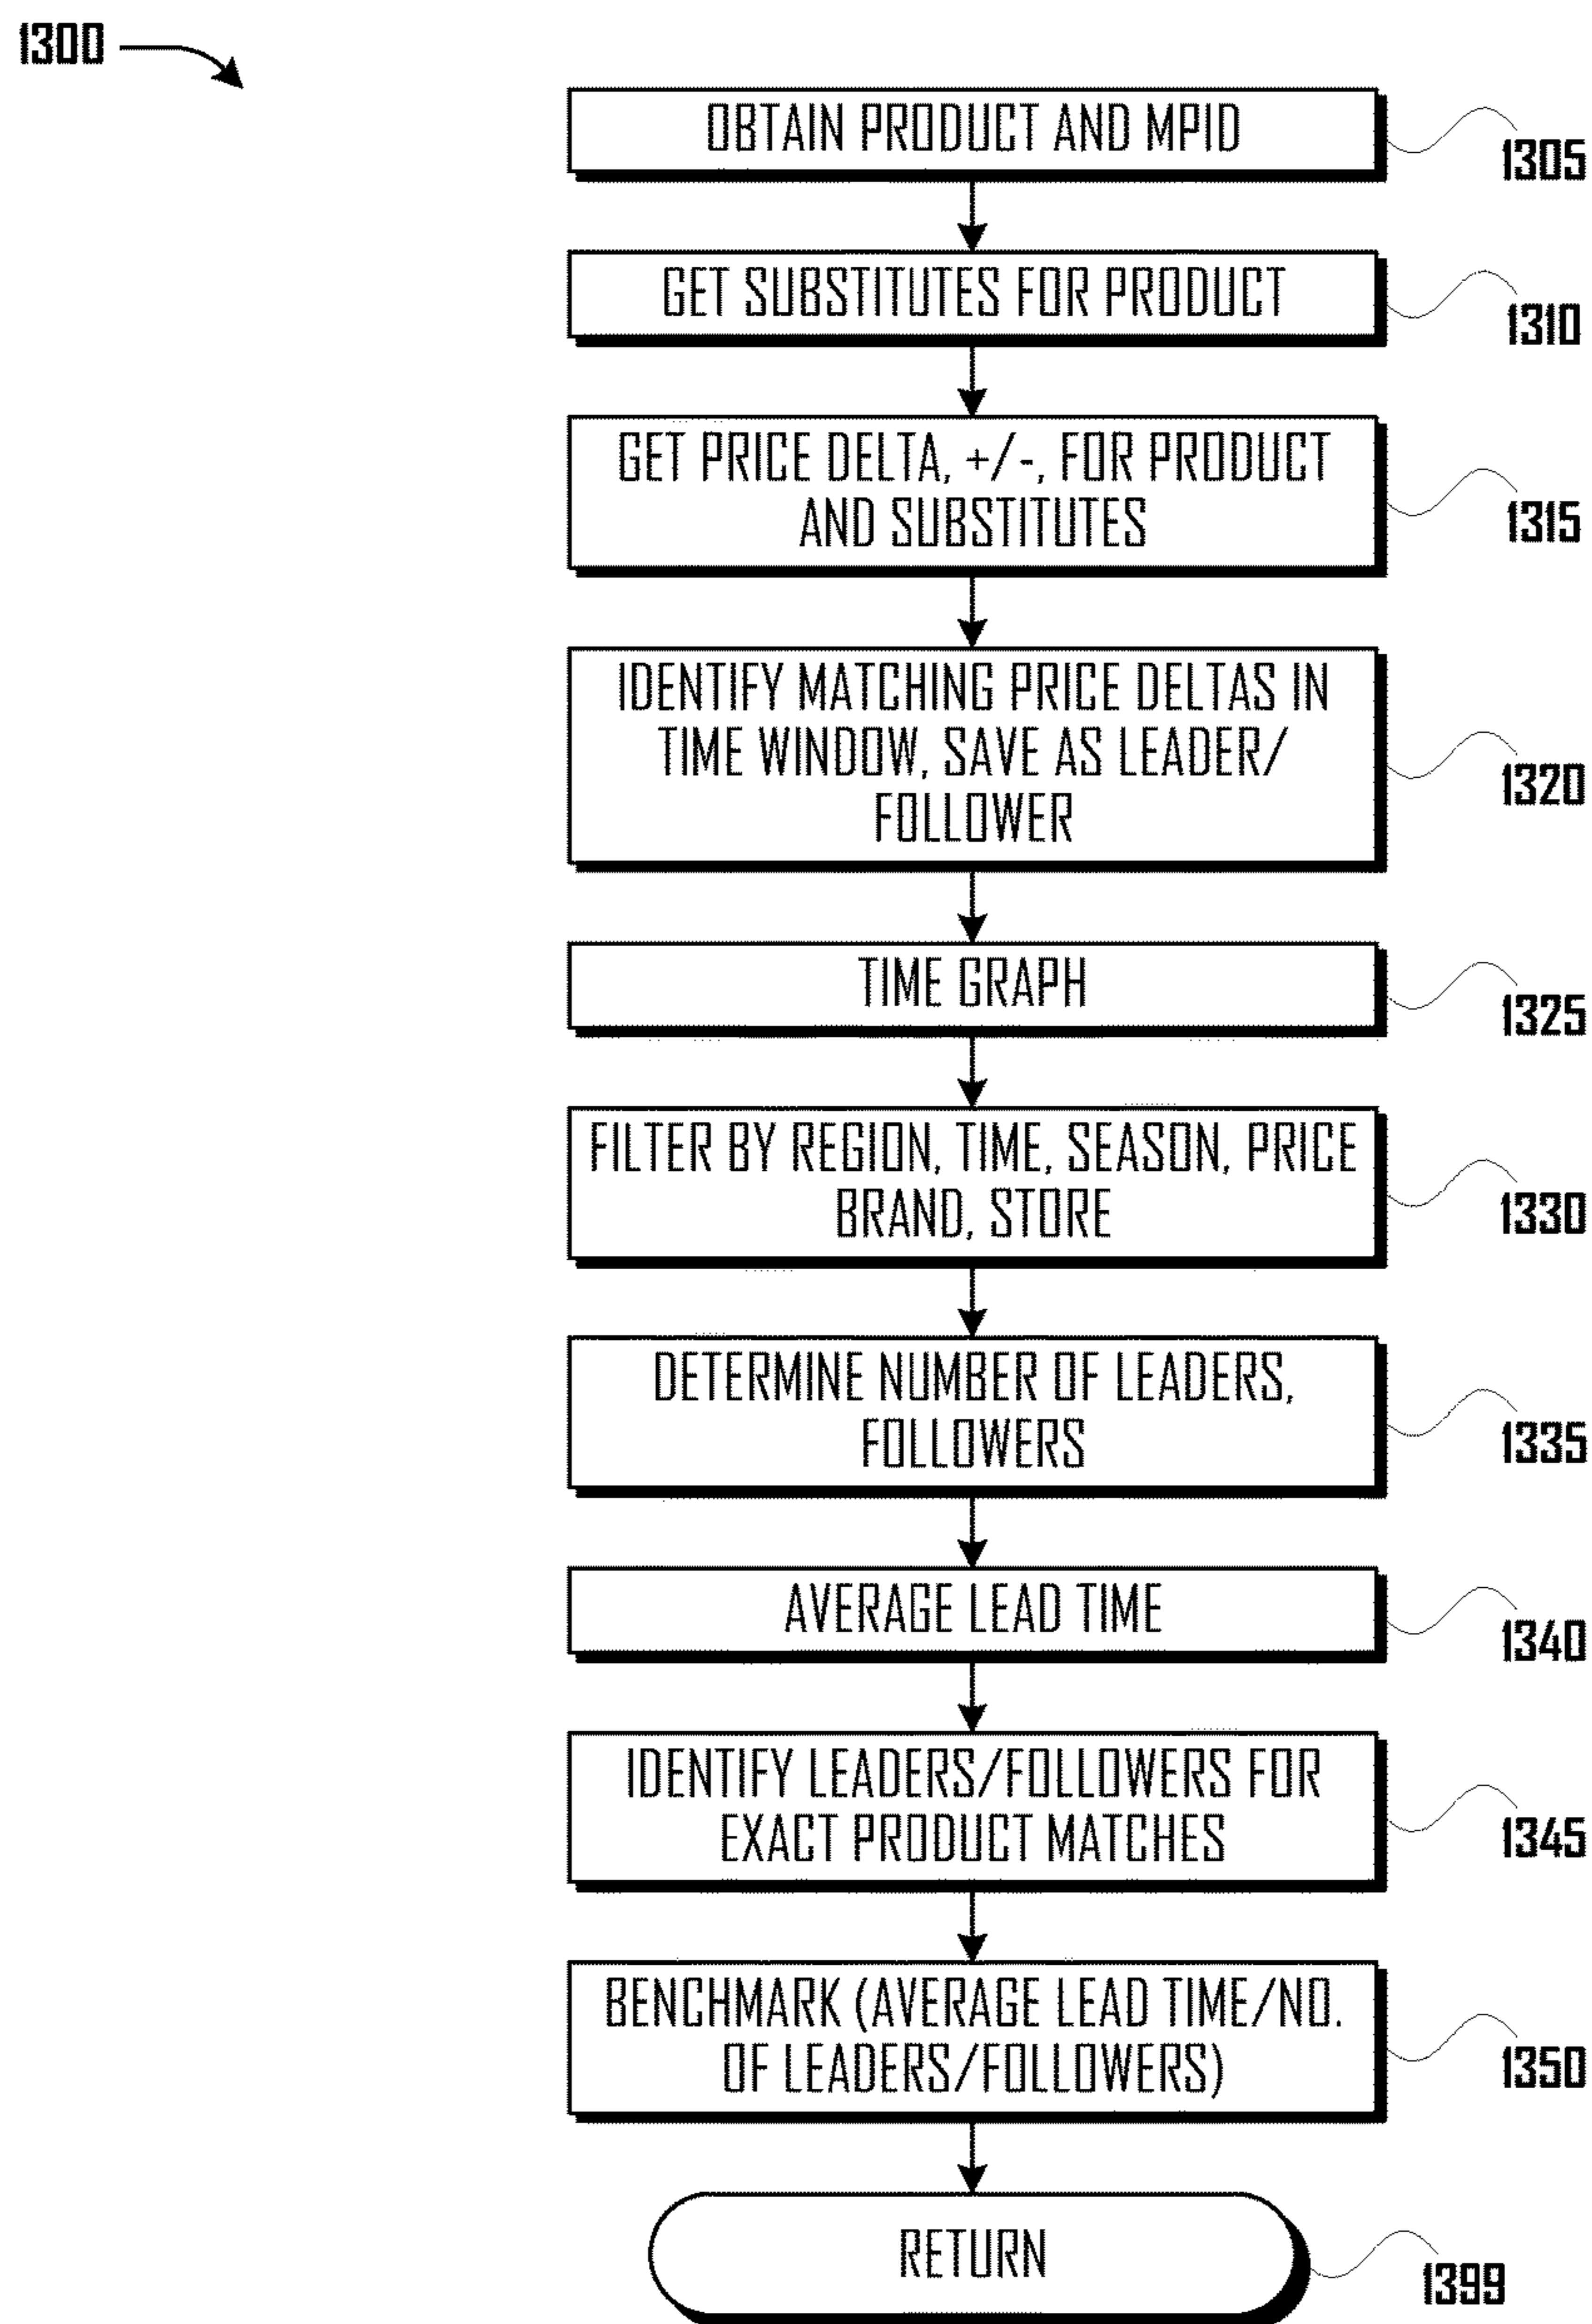 1300
OBTAIN PRODUCT AND MPID
1305
GET SUBSTITUTES FOR PRODUCT
1310
GET PRICE DELTA, +/-, FOR PRODUCT
AND SUBSTITUTES
1315
IDENTIFY MATCHING PRICE DELTAS IN
TIME WINDOW, SAVE AS LEADER/
FOLLOWER
1320
TIME GRAPH
1325
FILTER BY REGION, TIME, SEASON, PRICE
BRAND, STORE
1330
DETERMINE NUMBER OF LEADERS,
FOLLOWERS
1335
AVERAGE LEAD TIME
1340
IDENTIFY LEADERS/FOLLOWERS FOR
EXACT PRODUCT MATCHES
1345
BENCHMARK (AVERAGE LEAD TIME/NO.
OF LEADERS/FOLLOWERS)
1350
RETURN
1399